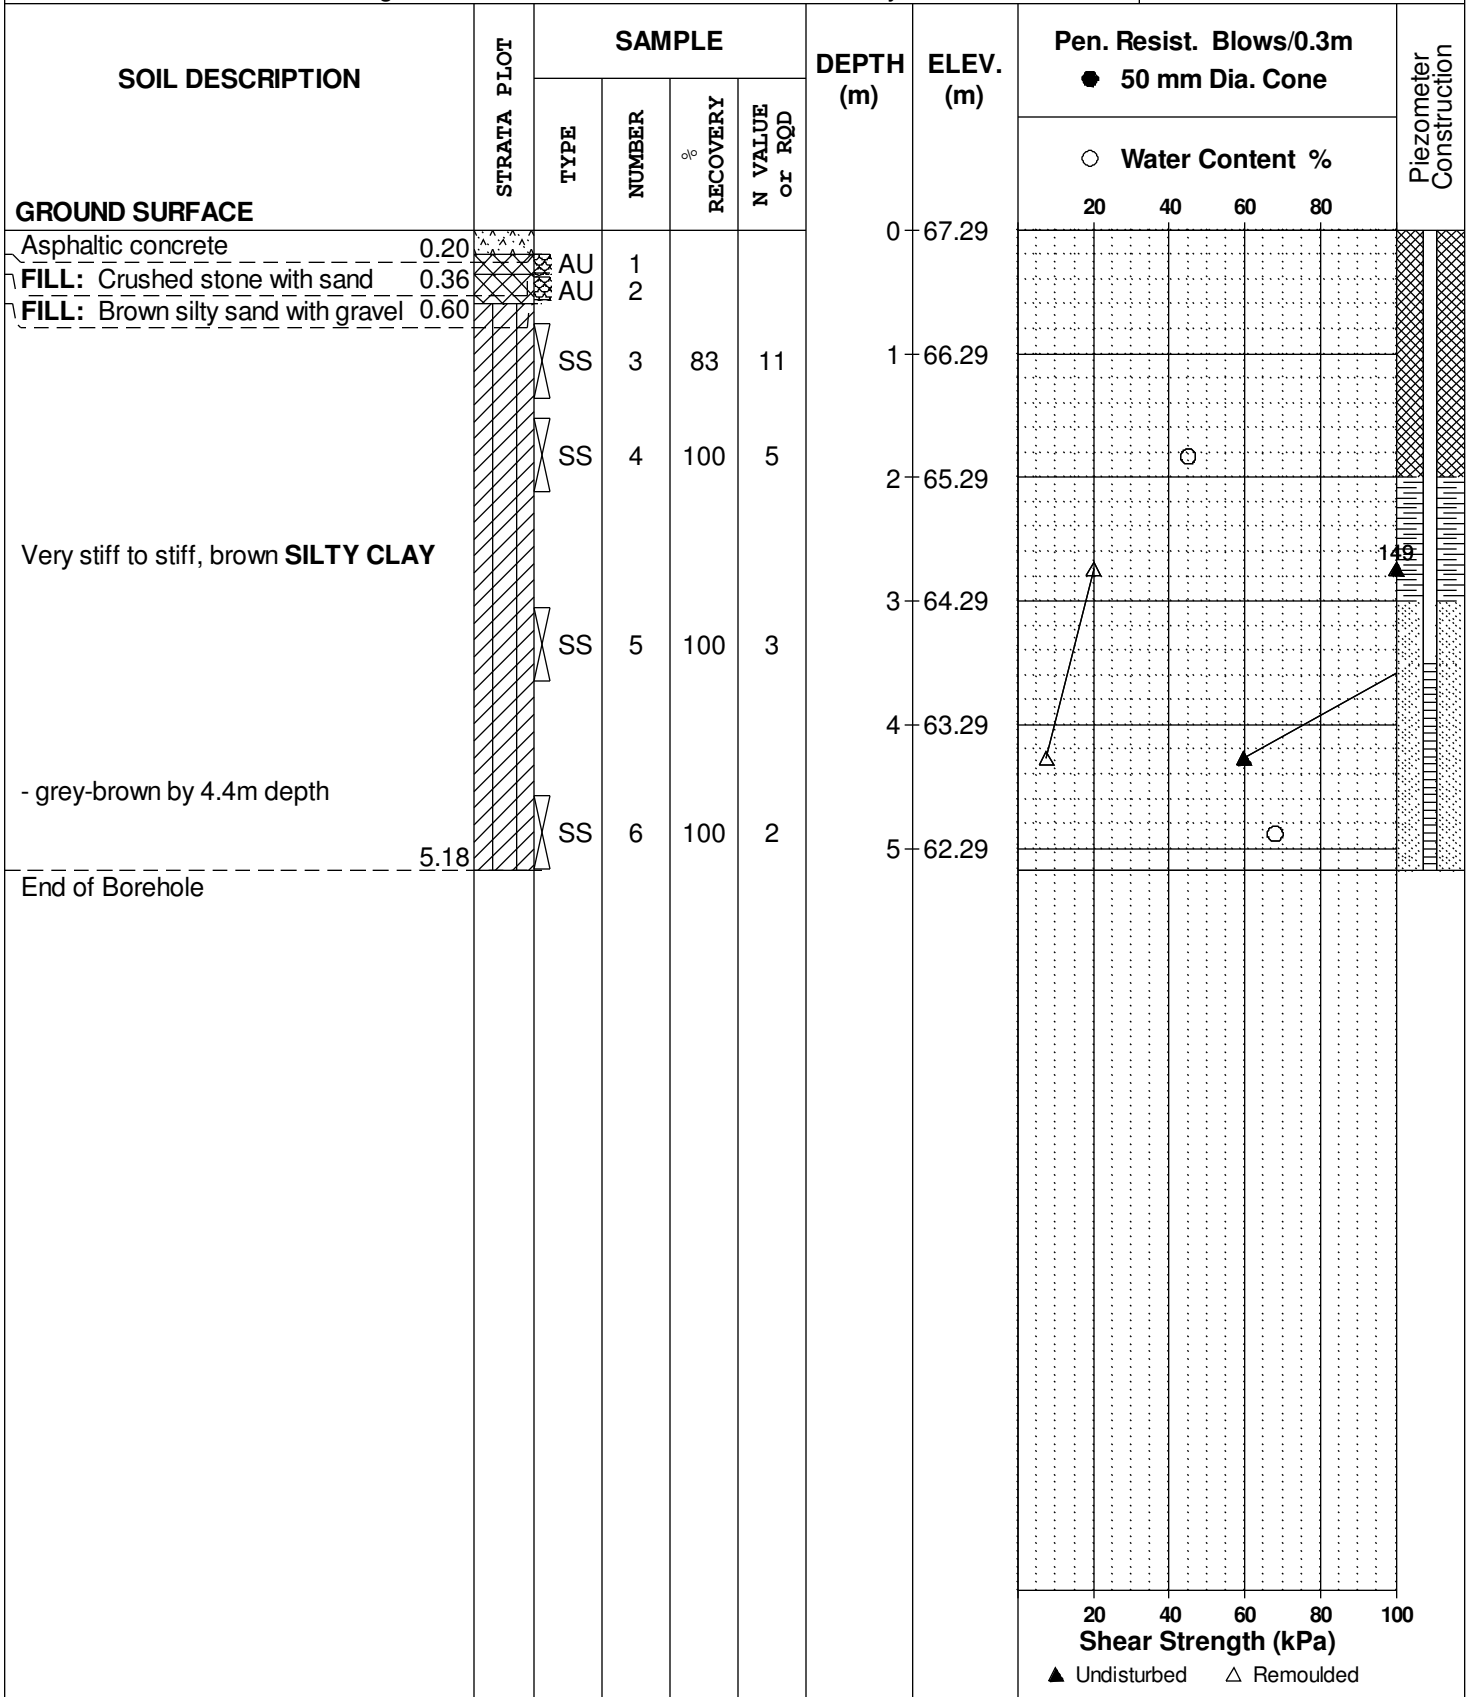 SOIL DESCRIPTION
GROUND SURFACE
STRATA PLOT
SAMPLE
TYPE
NUMBER
% RECOVERY
N VALUE or RQD
DEPTH (m)
ELEV. (m)
Pen. Resist. Blows/0.3m
● 50 mm Dia. Cone
○ Water Content %
20 40 60 80
Piezometer Construction
0 67.29
Asphaltic concrete 0.20
AU 1
FILL: Crushed stone with sand 0.36
AU 2
FILL: Brown silty sand with gravel 0.60
SS 3 83 11
1 66.29
SS 4 100 5
2 65.29
Very stiff to stiff, brown SILTY CLAY
149
3 64.29
SS 5 100 3
4 63.29
- grey-brown by 4.4m depth
SS 6 100 2
5 62.29
5.18
End of Borehole
20 40 60 80 100
Shear Strength (kPa)
▲ Undisturbed △ Remoulded